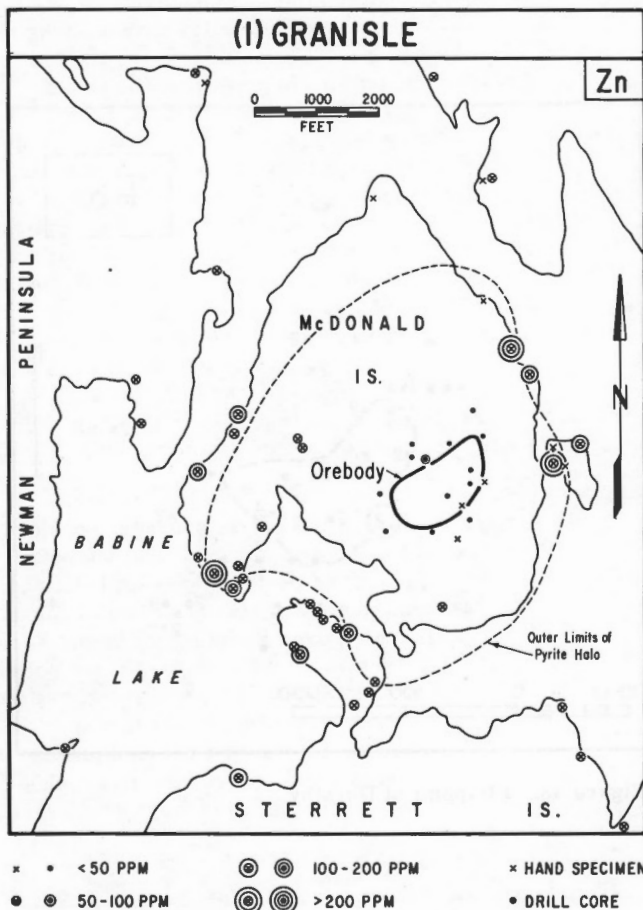 (1) GRANISLE
Zn
0 1000 2000
FEET
NEWMAN PENINSULA
McDONALD
IS.
Orebody
BABINE
LAKE
N
Outer Limits of
Pyrite Halo
STERRETT IS.
<50 PPM 100-200 PPM HAND SPECIMEN
50-100 PPM >200 PPM DRILL CORE